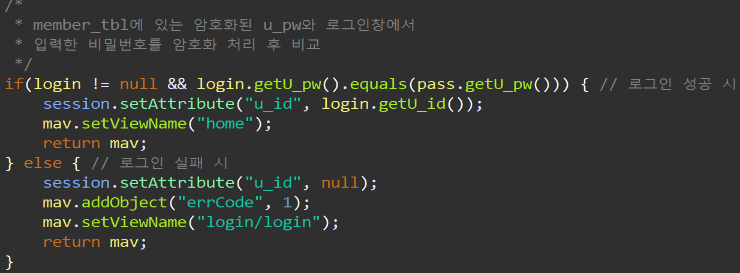 /*
 * member_tbl에 있는 암호화된 u_pw와 로그인창에서
 * 입력한 비밀번호를 암호화 처리 후 비교
 */
if(login != null && login.getU_pw().equals(pass.getU_pw())) { // 로그인 성공 시
    session.setAttribute("u_id", login.getU_id());
    mav.setViewName("home");
    return mav;
} else { // 로그인 실패 시
    session.setAttribute("u_id", null);
    mav.addObject("errCode", 1);
    mav.setViewName("login/login");
    return mav;
}